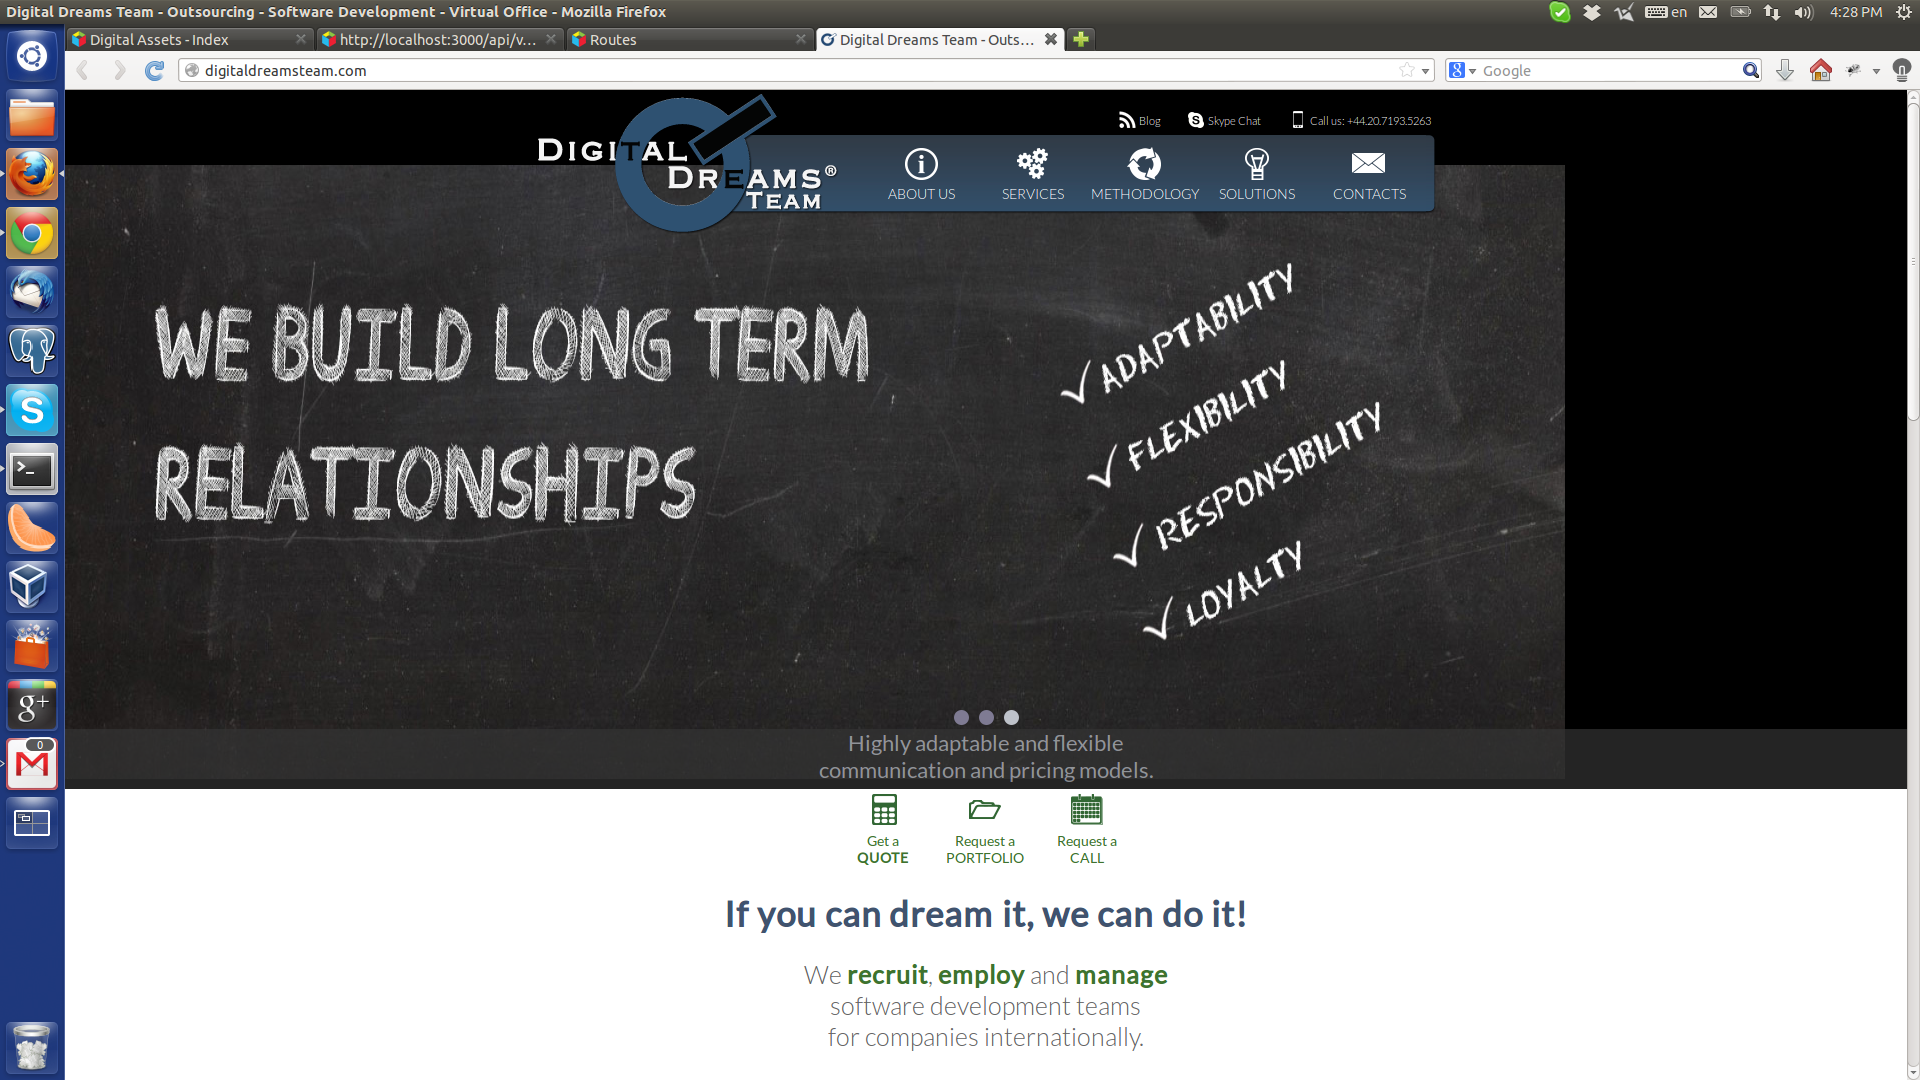 Digital Dreams Team - Outsourcing - Software Development - Virtual Office - Mozilla Firefox
en
4:28 PM
Digital Assets - Index
http://localhost:3000/api/v...
Routes
Digital Dreams Team - Outs...
digitaldreamsteam.com
Google
Blog
Skype Chat
Call us: +44.20.7193.5263
DIGITAL
DREAMS®
TEAM
ABOUT US
SERVICES
METHODOLOGY
SOLUTIONS
CONTACTS
WE BUILD LONG TERM
RELATIONSHIPS
ADAPTABILITY
FLEXIBILITY
RESPONSIBILITY
LOYALTY
Highly adaptable and flexible
communication and pricing models.
Get a
QUOTE
Request a
PORTFOLIO
Request a
CALL
If you can dream it, we can do it!
We recruit, employ and manage
software development teams
for companies internationally.
g+
0